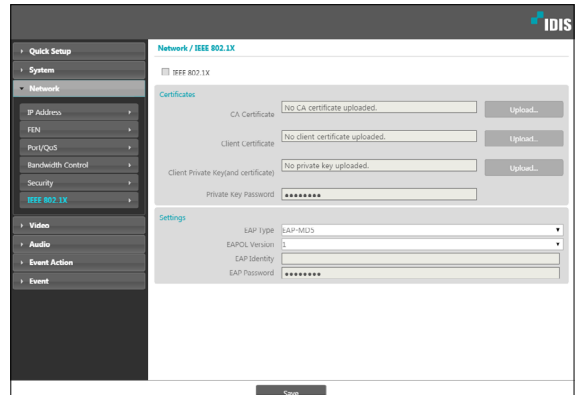 IDIS
Quick Setup
System
Network
IP Address
FEN
Port/QoS
Bandwidth Control
Security
IEEE 802.1X
Video
Audio
Event Action
Event
Network / IEEE 802.1X
IEEE 802.1X
Certificates
CA Certificate No CA certificate uploaded. Upload...
Client Certificate No client certificate uploaded. Upload...
Client Private Key(and certificate) No private key uploaded. Upload...
Private Key Password ●●●●●●●●
Settings
EAP Type EAP-MD5
EAPOL Version 1
EAP Identity
EAP Password ●●●●●●●●
Save